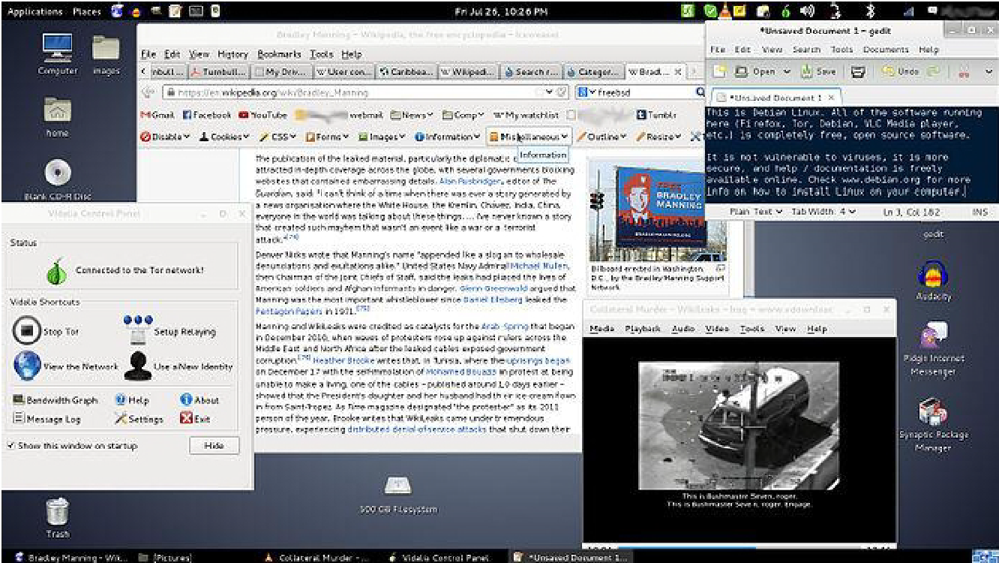 Applications Places
Fri Jul 26, 10:26 PM
Computer
images
home
Blank CD-R Disc
Bradley Manning - Wikipedia, the free encyclopedia - Iceweasel
File Edit View History Bookmarks Tools Help
nbull... Turnbull... My Driv... User con... Caribbea... Wikiped... Search r... Categor... Brad...
https://en.wikipedia.org/wiki/Bradley_Manning
freebsd
Gmail Facebook YouTube webmail News Comp My watchlist Tumblr
Disable Cookies CSS Forms Images Information Miscellaneous Outline Resize
Information
The publication of the leaked material, particularly the diplomatic
attracted in-depth coverage across the globe, with several governments blocking
websites that contained embarrassing details. Alan Rusbridger, editor of The
Guardian, said: "I can't think of a time when there was ever a story generated by
a news organisation where the White House, the Kremlin, Chávez, India, China,
everyone in the world was talking about these things. ... I've never known a story
that created such mayhem that wasn't an event like a war or a terrorist
attack."[74]
Denver Nicks wrote that Manning's name "appended like a slogan to wholesale
denunciations and exultations alike." United States Navy Admiral Michael Mullen,
then Chairman of the Joint Chiefs of Staff, said the leaks had placed the lives of
American soldiers and Afghan informants in danger. Glenn Greenwald argued that
Manning was the most important whistleblower since Daniel Ellsberg leaked the
Pentagon Papers in 1971.[75]
Manning and WikiLeaks were credited as catalysts for the Arab Spring that began
in December 2010, when waves of protesters rose up against rulers across the
Middle East and North Africa after the leaked cables exposed government
corruption.[76] Heather Brooke writes that, in Tunisia, where the uprisings began
on December 17 with the self-immolation of Mohamed Bouazizi in protest at being
unable to make a living, one of the cables – published around 10 days earlier –
showed that the President's daughter and her husband had their ice-cream flown
in from Saint-Tropez. As Time magazine designated "the protester" as its 2011
person of the year, Brooke writes that WikiLeaks came under tremendous
pressure, experiencing distributed denial-of-service attacks that shut down their
FREE
BRADLEY
MANNING
BRADLEYMANNING.ORG
Billboard erected in Washington,
D.C., by the Bradley Manning Support
Network.
*Unsaved Document 1 - gedit
File Edit View Search Tools Documents Help
Open Save Undo
*Unsaved Document 1
This is Debian Linux. All of the software running
here (Firefox, Tor, Debian, VLC Media player,
etc.) is completely free, open source software.
It is not vulnerable to viruses, it is more
secure, and help / documentation is freely
available online. Check www.debian.org for more
info on how to install Linux on your computer.
Plain Text Tab Width: 4 Ln 3, Col 182 INS
Vidalia Control Panel
Status
Connected to the Tor network!
Vidalia Shortcuts
Stop Tor
Setup Relaying
View the Network
Use a New Identity
Bandwidth Graph
Help
About
Message Log
Settings
Exit
Show this window on startup
Hide
Collateral Murder - Wikileaks - Iraq -
Media Playback Audio Video Tools View Help
This is Bushmaster Seven, roger.
This is Bushmaster Seven, roger. Engage.
gedit
Audacity
Pidgin Internet
Messenger
Synaptic Package
Manager
500 GB Filesystem
Trash
Bradley Manning - Wik... [Pictures] Collateral Murder - ... Vidalia Control Panel *Unsaved Document 1...